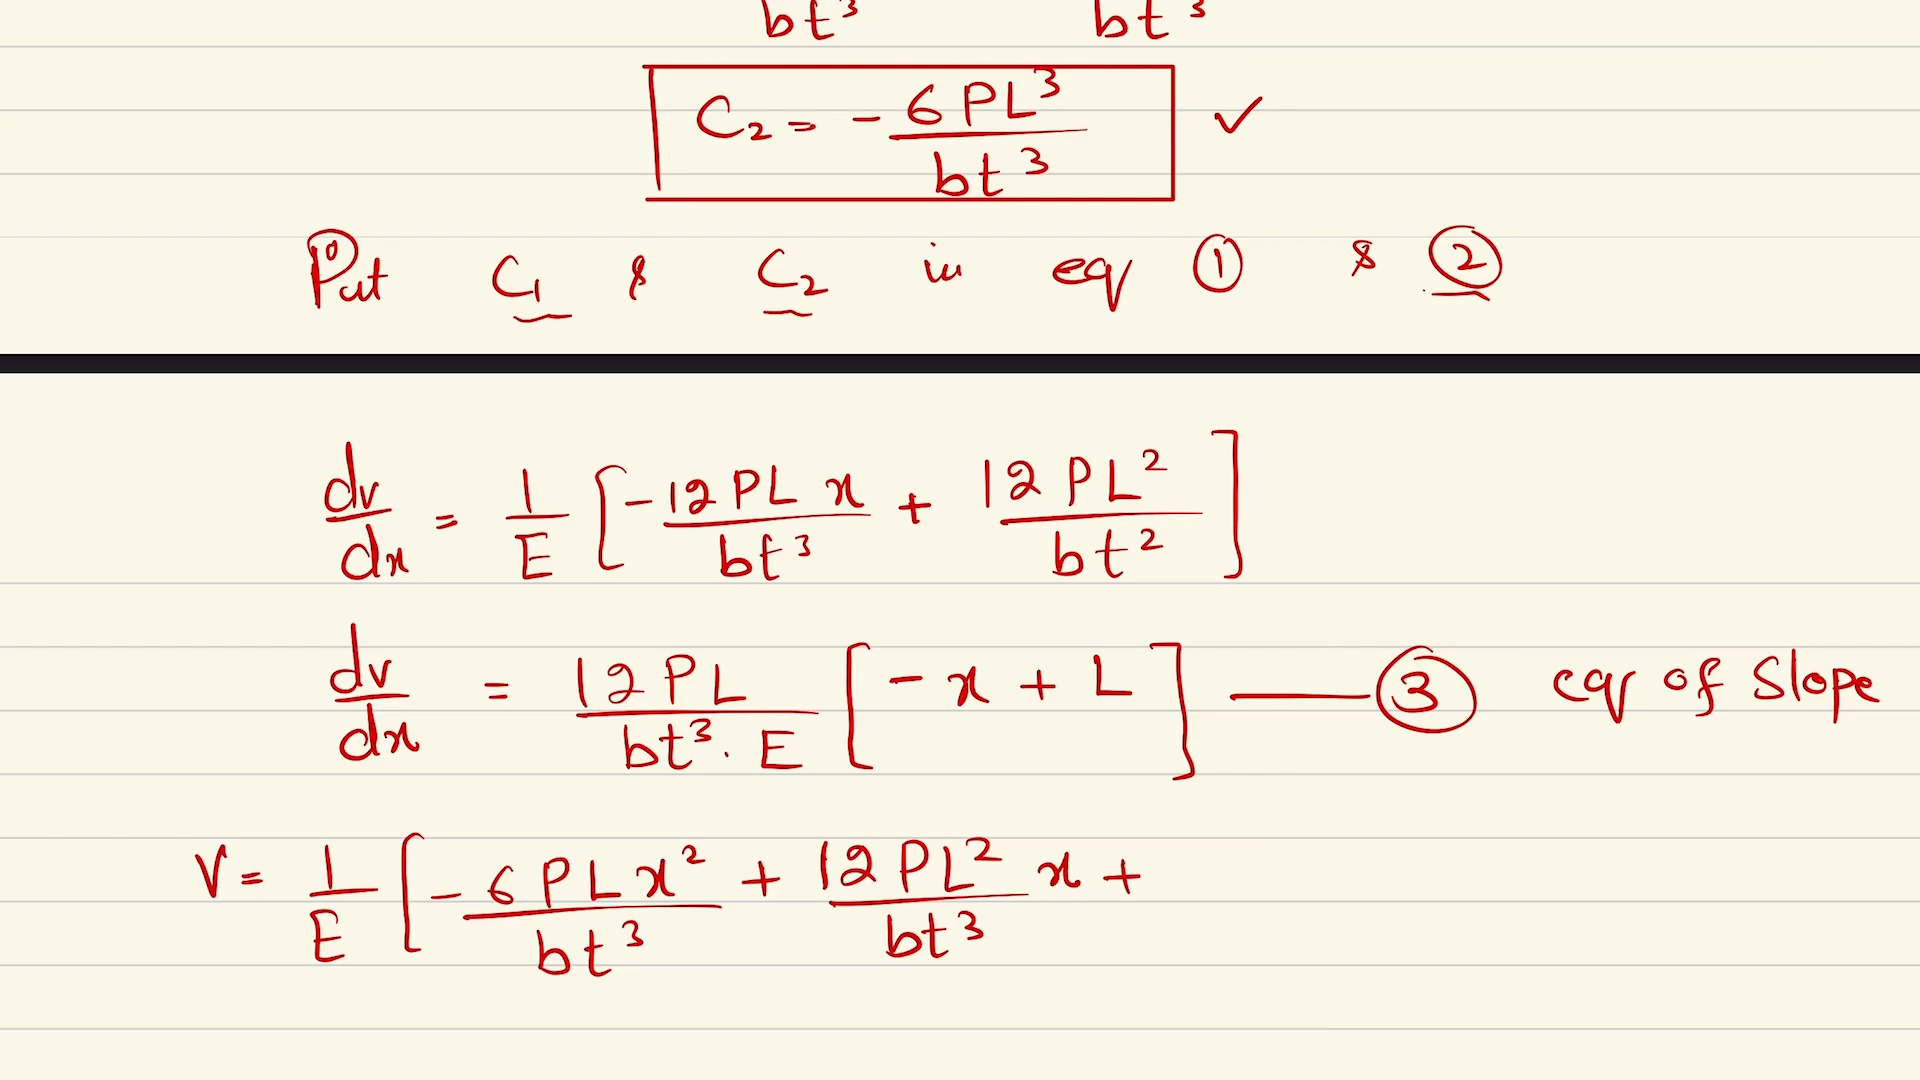 bt³ bt³
C₂ = - 6PL³/bt³ ✓
Put C₁ & C₂ in eq ① & ②
dv/dx = 1/E [ -12PLx/bt³ + 12PL²/bt² ]
dv/dx = 12PL/bt³.E [ -x + L ] —— ③ eq of Slope
V = 1/E [ -6PLx²/bt³ + 12PL²/bt³ x +